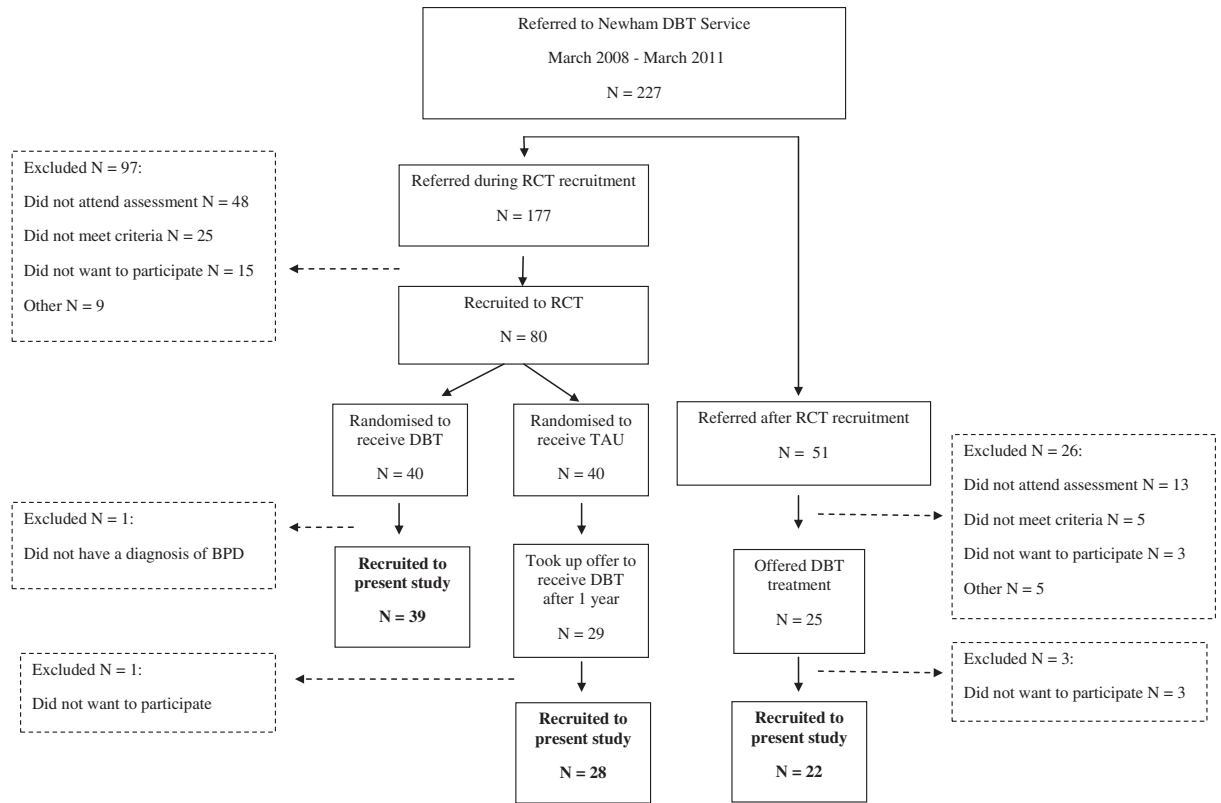 Referred to Newham DBT Service
March 2008 - March 2011
N = 227
Excluded N = 97:
Did not attend assessment N = 48
Did not meet criteria N = 25
Did not want to participate N = 15
Other N = 9
Referred during RCT recruitment
N = 177
Recruited to RCT
N = 80
Randomised to
receive DBT
N = 40
Randomised to
receive TAU
N = 40
Referred after RCT recruitment
N = 51
Excluded N = 26:
Did not attend assessment N = 13
Did not meet criteria N = 5
Did not want to participate N = 3
Other N = 5
Excluded N = 1:
Did not have a diagnosis of BPD
Recruited to
present study
N = 39
Took up offer to
receive DBT
after 1 year
N = 29
Offered DBT
treatment
N = 25
Excluded N = 1:
Did not want to participate
Excluded N = 3:
Did not want to participate N = 3
Recruited to
present study
N = 28
Recruited to
present study
N = 22